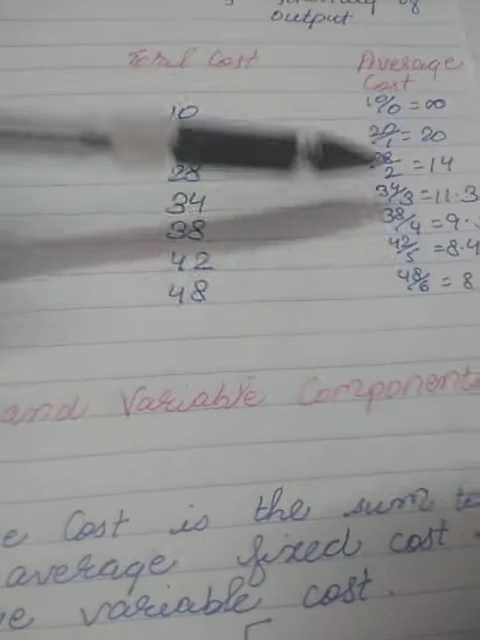 output
Total Cost Average
Cost
10 10/0 = ∞
20/1 = 20
28 28/2 = 14
34 34/3 = 11.3
38 38/4 = 9.
42 42/5 = 8.4
48 48/6 = 8
and Variable Component
e Cost is the sum
average fixed cost
e variable cost.